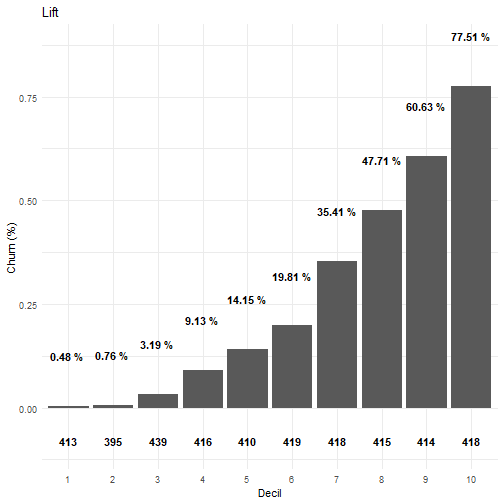 Lift
77.51 %
60.63 %
47.71 %
35.41 %
19.81 %
14.15 %
9.13 %
3.19 %
0.48 % 0.76 %
0.75
0.50
0.25
0.00
Churn (%)
413 395 439 416 410 419 418 415 414 418
1 2 3 4 5 6 7 8 9 10
Decil